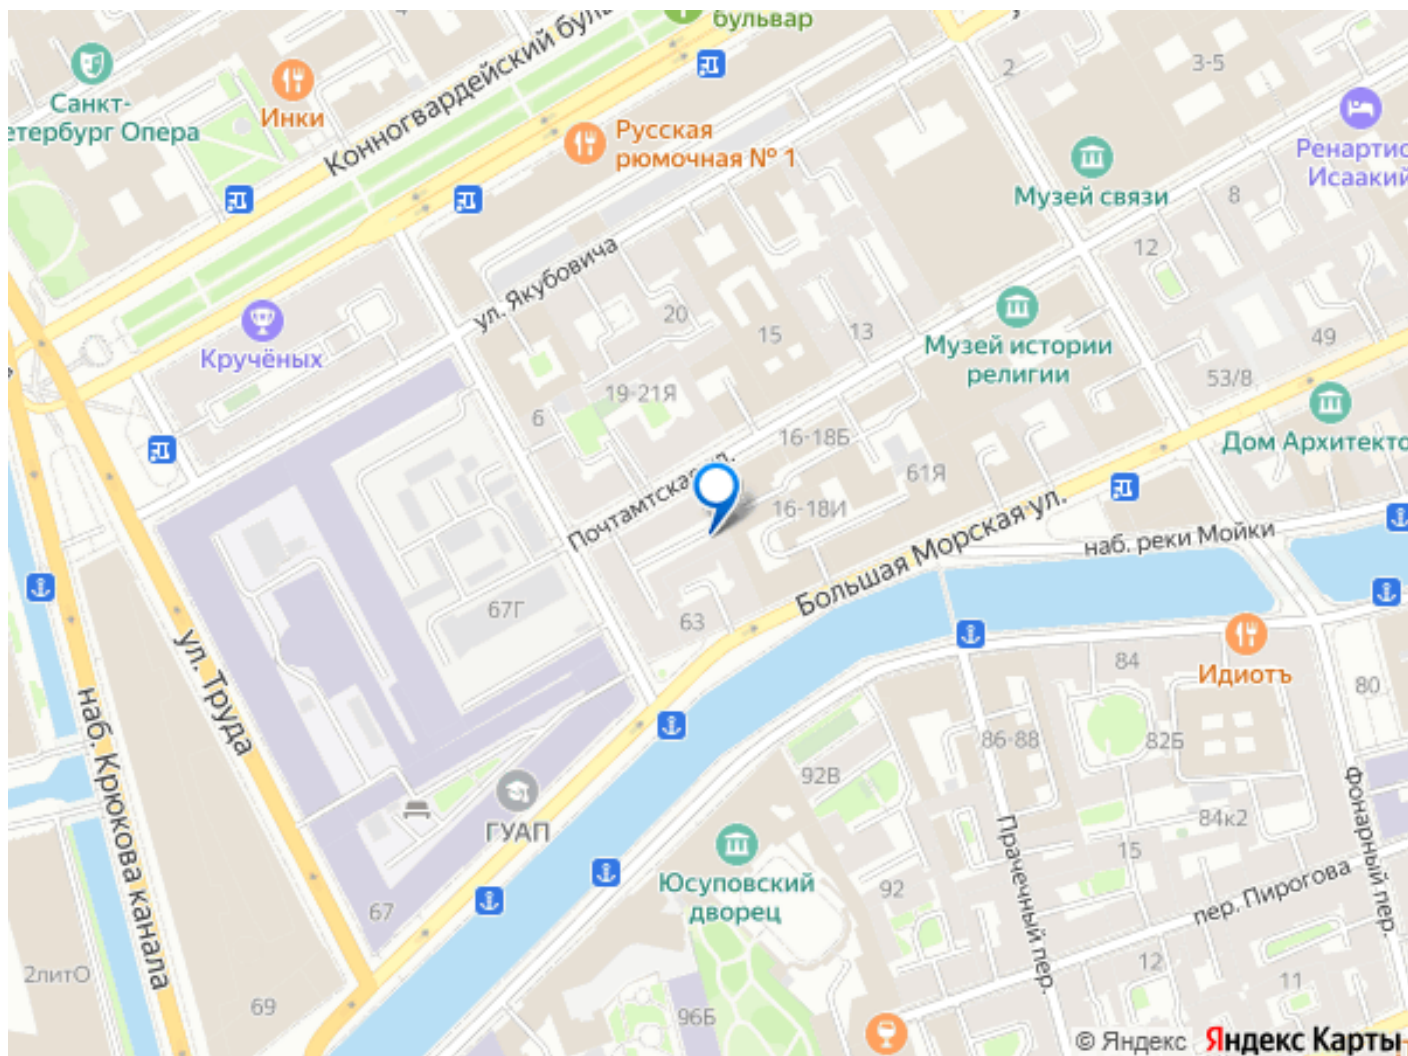 бульвар
Конногвардейский буль
Санкт-
етербург Опера
Инки
Русская
рюмочная № 1
2
3-5
Ренартис
Исаакий
Музей связи
8
12
ул. Якубовича
20
15
13
Музей истории
религии
49
53/8
Кручёных
19-21Я
6
16-18Б
Дом Архитекто
61Я
Почтамтская ул.
16-18И
Большая Морская ул.
наб. реки Мойки
67Г
63
ул. Труда
84
Идиотъ
80
наб. Крюкова канала
86-88
82Б
92В
ГУАП
84к2
Фонарный пер.
Прачечный пер.
15
Юсуповский
дворец
92
пер. Пирогова
67
2литО
12
11
69
96Б
© Яндекс Яндекс Карты